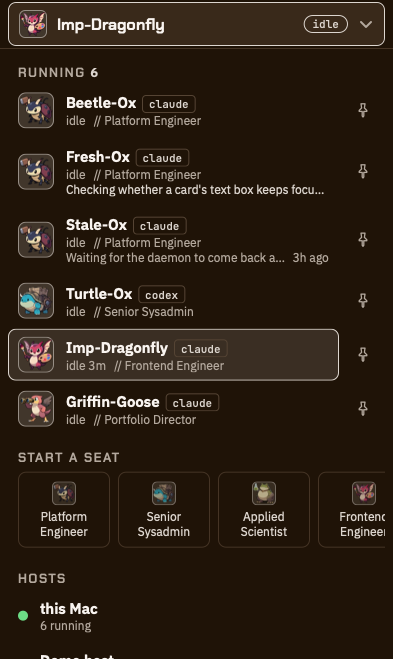 Imp-Dragonfly idle
RUNNING 6
Beetle-Ox claude
idle // Platform Engineer
Fresh-Ox claude
idle // Platform Engineer
Checking whether a card's text box keeps focu...
Stale-Ox claude
idle // Platform Engineer
Waiting for the daemon to come back a... 3h ago
Turtle-Ox codex
idle // Senior Sysadmin
Imp-Dragonfly claude
idle 3m // Frontend Engineer
Griffin-Goose claude
idle // Portfolio Director
START A SEAT
Platform Engineer
Senior Sysadmin
Applied Scientist
Frontend Engineer
HOSTS
this Mac
6 running